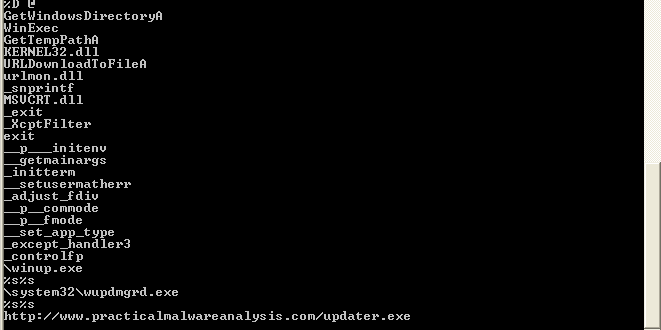 %D @
GetWindowsDirectoryA
WinExec
GetTempPathA
KERNEL32.dll
URLDownloadToFileA
urlmon.dll
_snprintf
MSVCRT.dll
_exit
_XcptFilter
exit
__p___initenv
__getmainargs
_initterm
__setusermatherr
_adjust_fdiv
__p__commode
__p__fmode
__set_app_type
_except_handler3
_controlfp
\winup.exe
%s%s
\system32\wupdmgrd.exe
%s%s
http://www.practicalmalwareanalysis.com/updater.exe